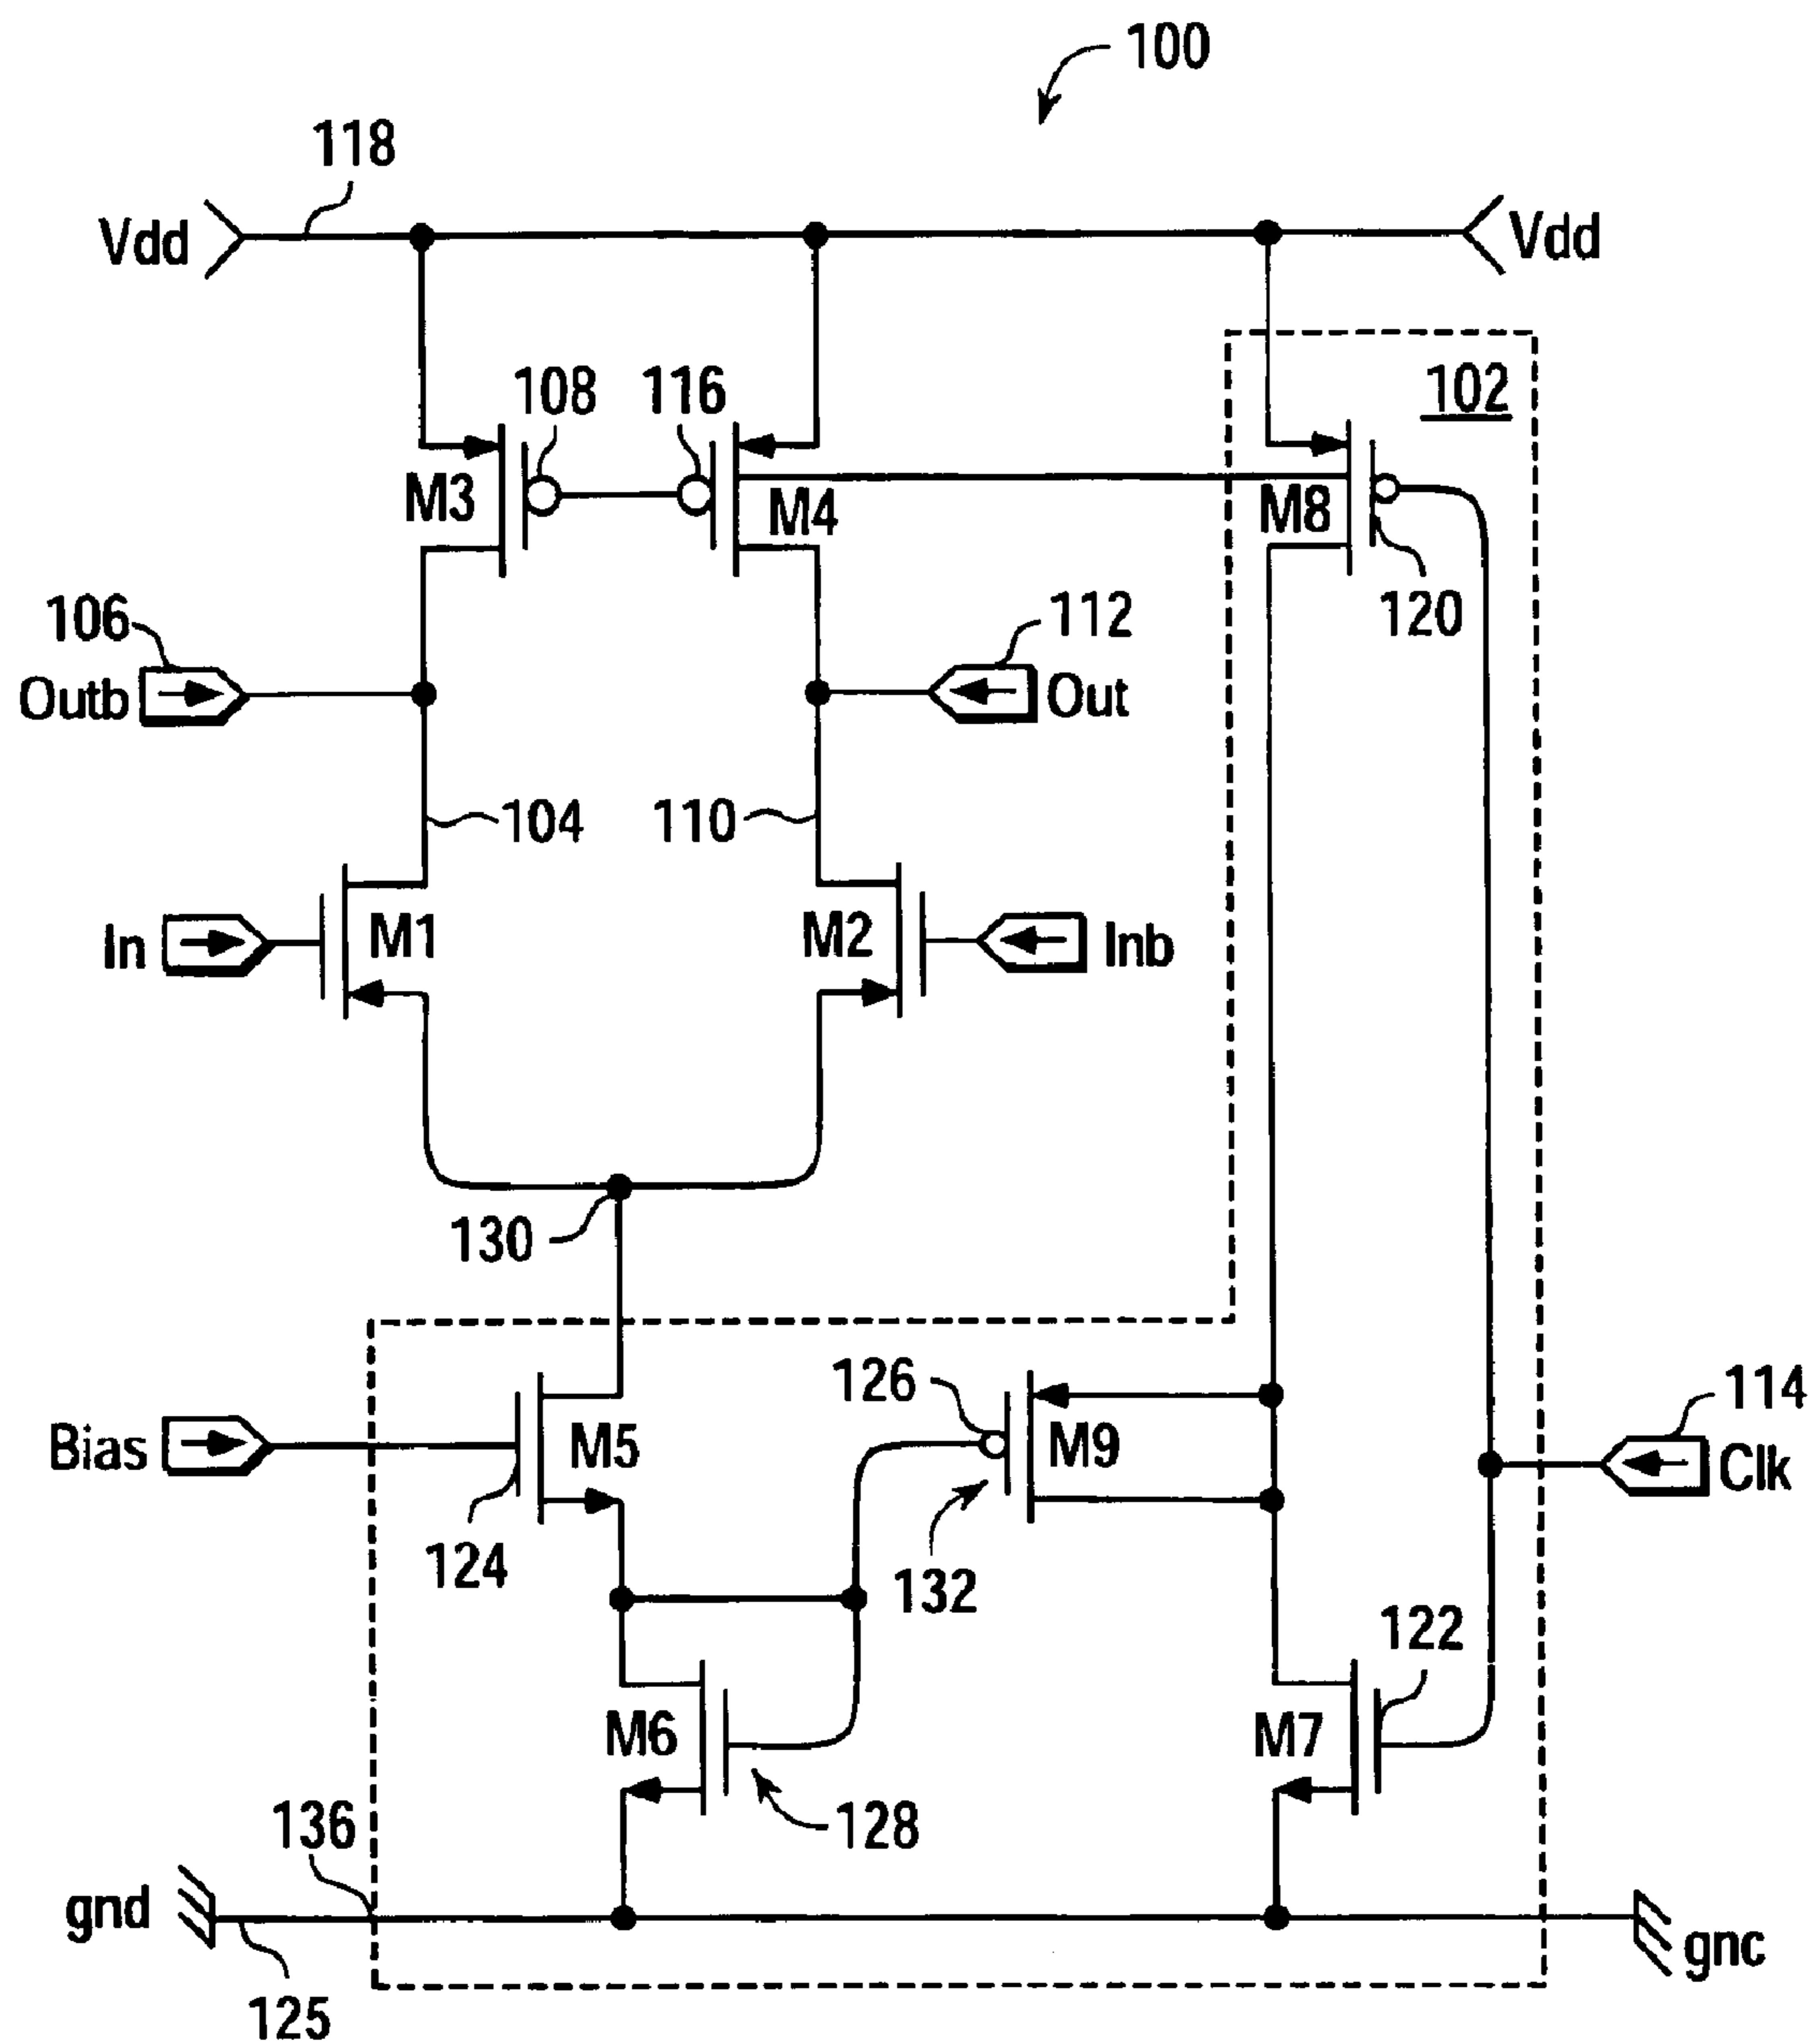 100
118
Vdd
Vdd
108
116
102
M3
M4
M8
106
112
120
Outb
Out
104
110
In
M1
M2
Inb
130
126
114
Bias
M5
M9
Clk
124
132
122
M6
M7
136
128
gnd
gnc
125